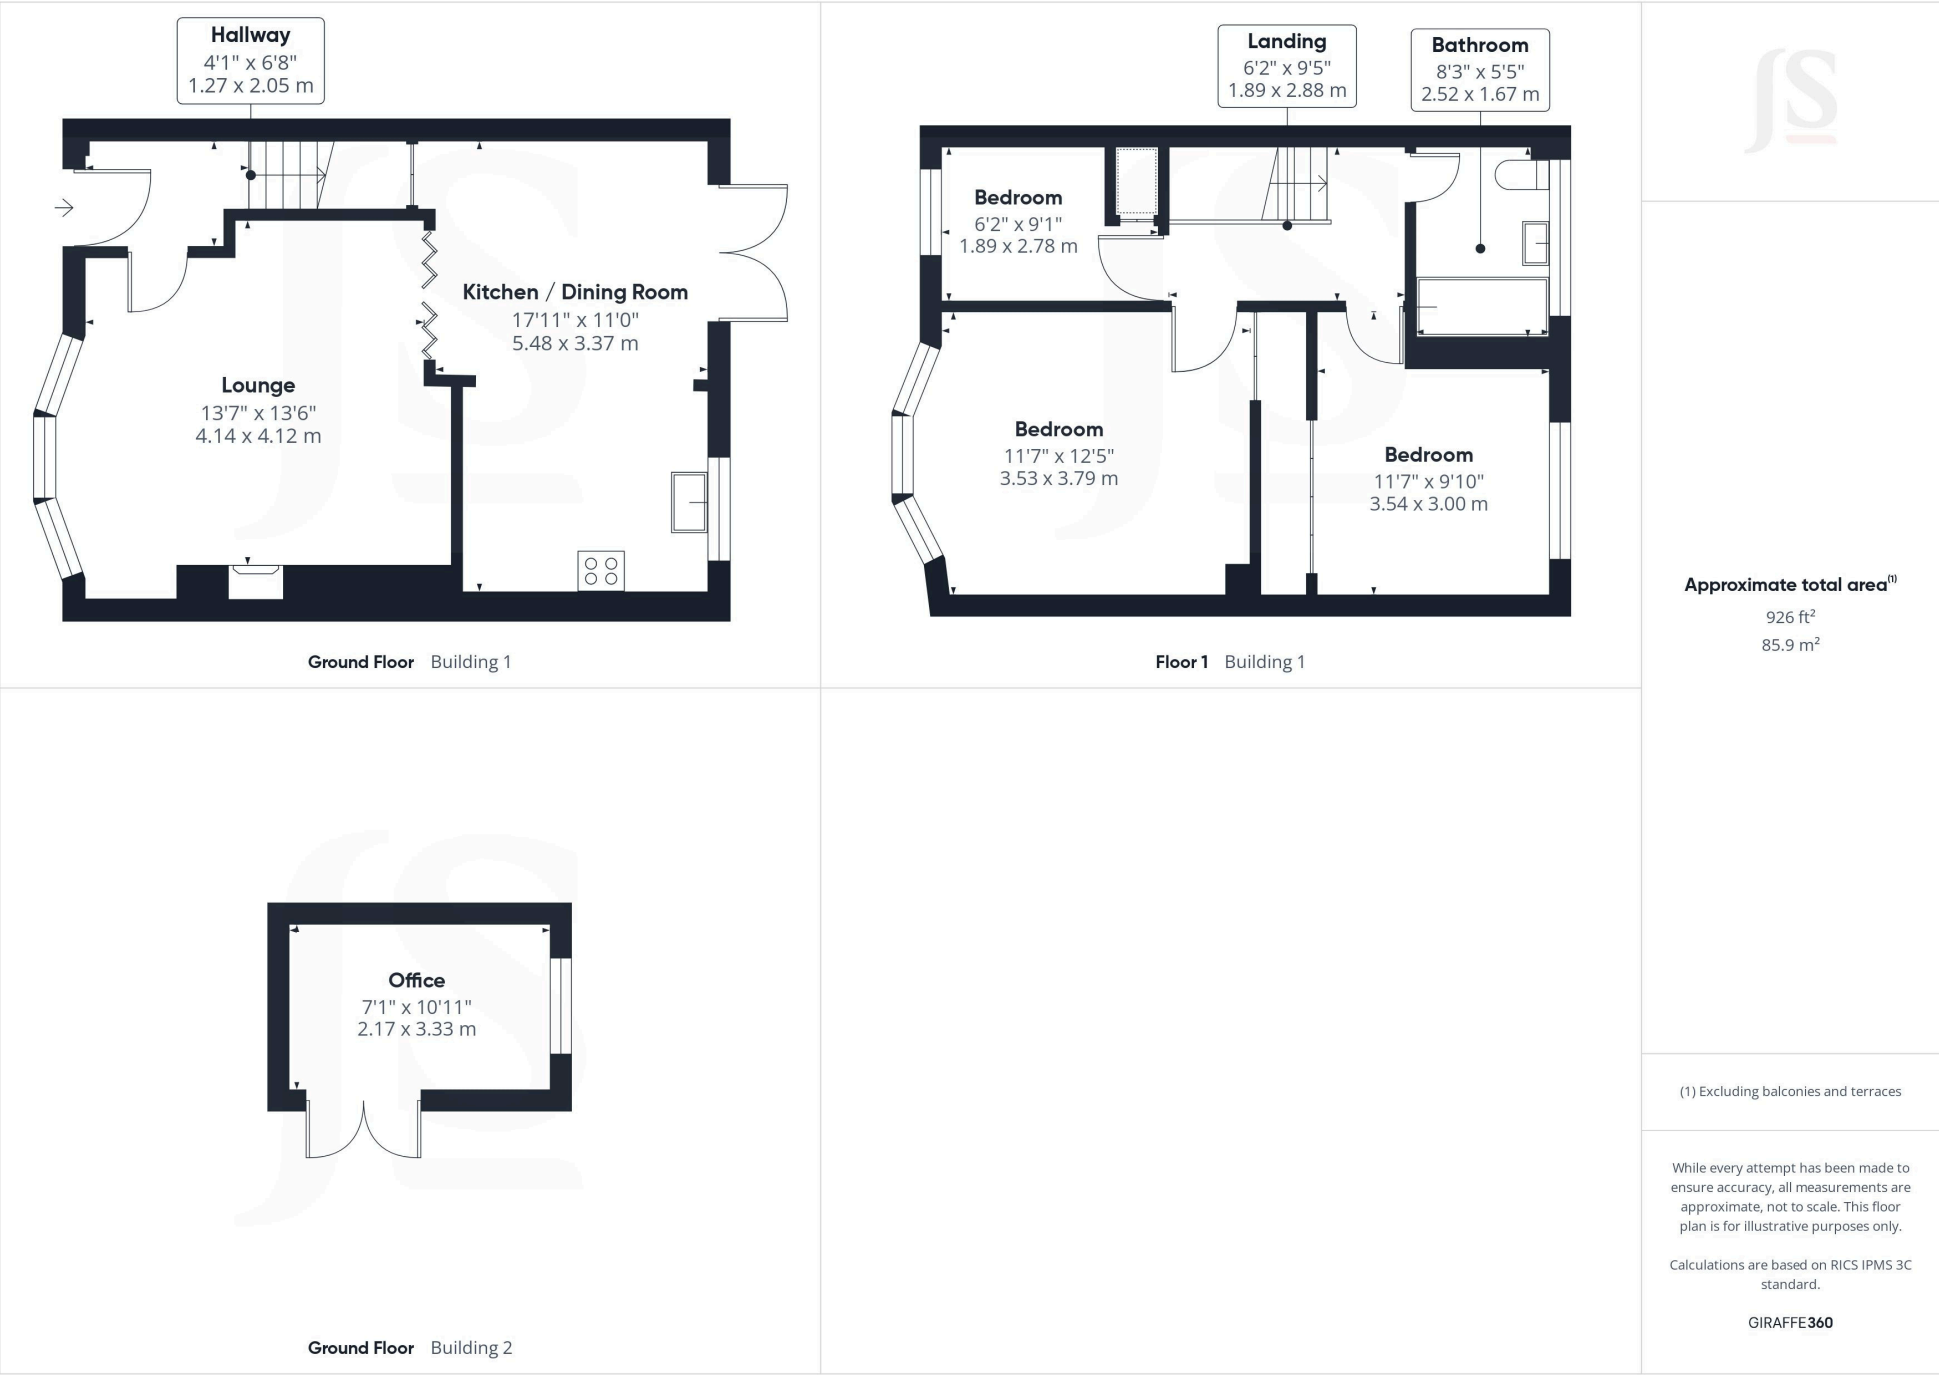 Hallway
4'1" x 6'8"
1.27 x 2.05 m
Kitchen / Dining Room
17'11" x 11'0"
5.48 x 3.37 m
Lounge
13'7" x 13'6"
4.14 x 4.12 m
Ground Floor Building 1
Landing
6'2" x 9'5"
1.89 x 2.88 m
Bathroom
8'3" x 5'5"
2.52 x 1.67 m
Bedroom
6'2" x 9'1"
1.89 x 2.78 m
Bedroom
11'7" x 12'5"
3.53 x 3.79 m
Bedroom
11'7" x 9'10"
3.54 x 3.00 m
Floor 1 Building 1
Office
7'1" x 10'11"
2.17 x 3.33 m
Ground Floor Building 2
JS
Approximate total area(1)
926 ft²
85.9 m²
(1) Excluding balconies and terraces
While every attempt has been made to
ensure accuracy, all measurements are
approximate, not to scale. This floor
plan is for illustrative purposes only.
Calculations are based on RICS IPMS 3C
standard.
GIRAFFE360